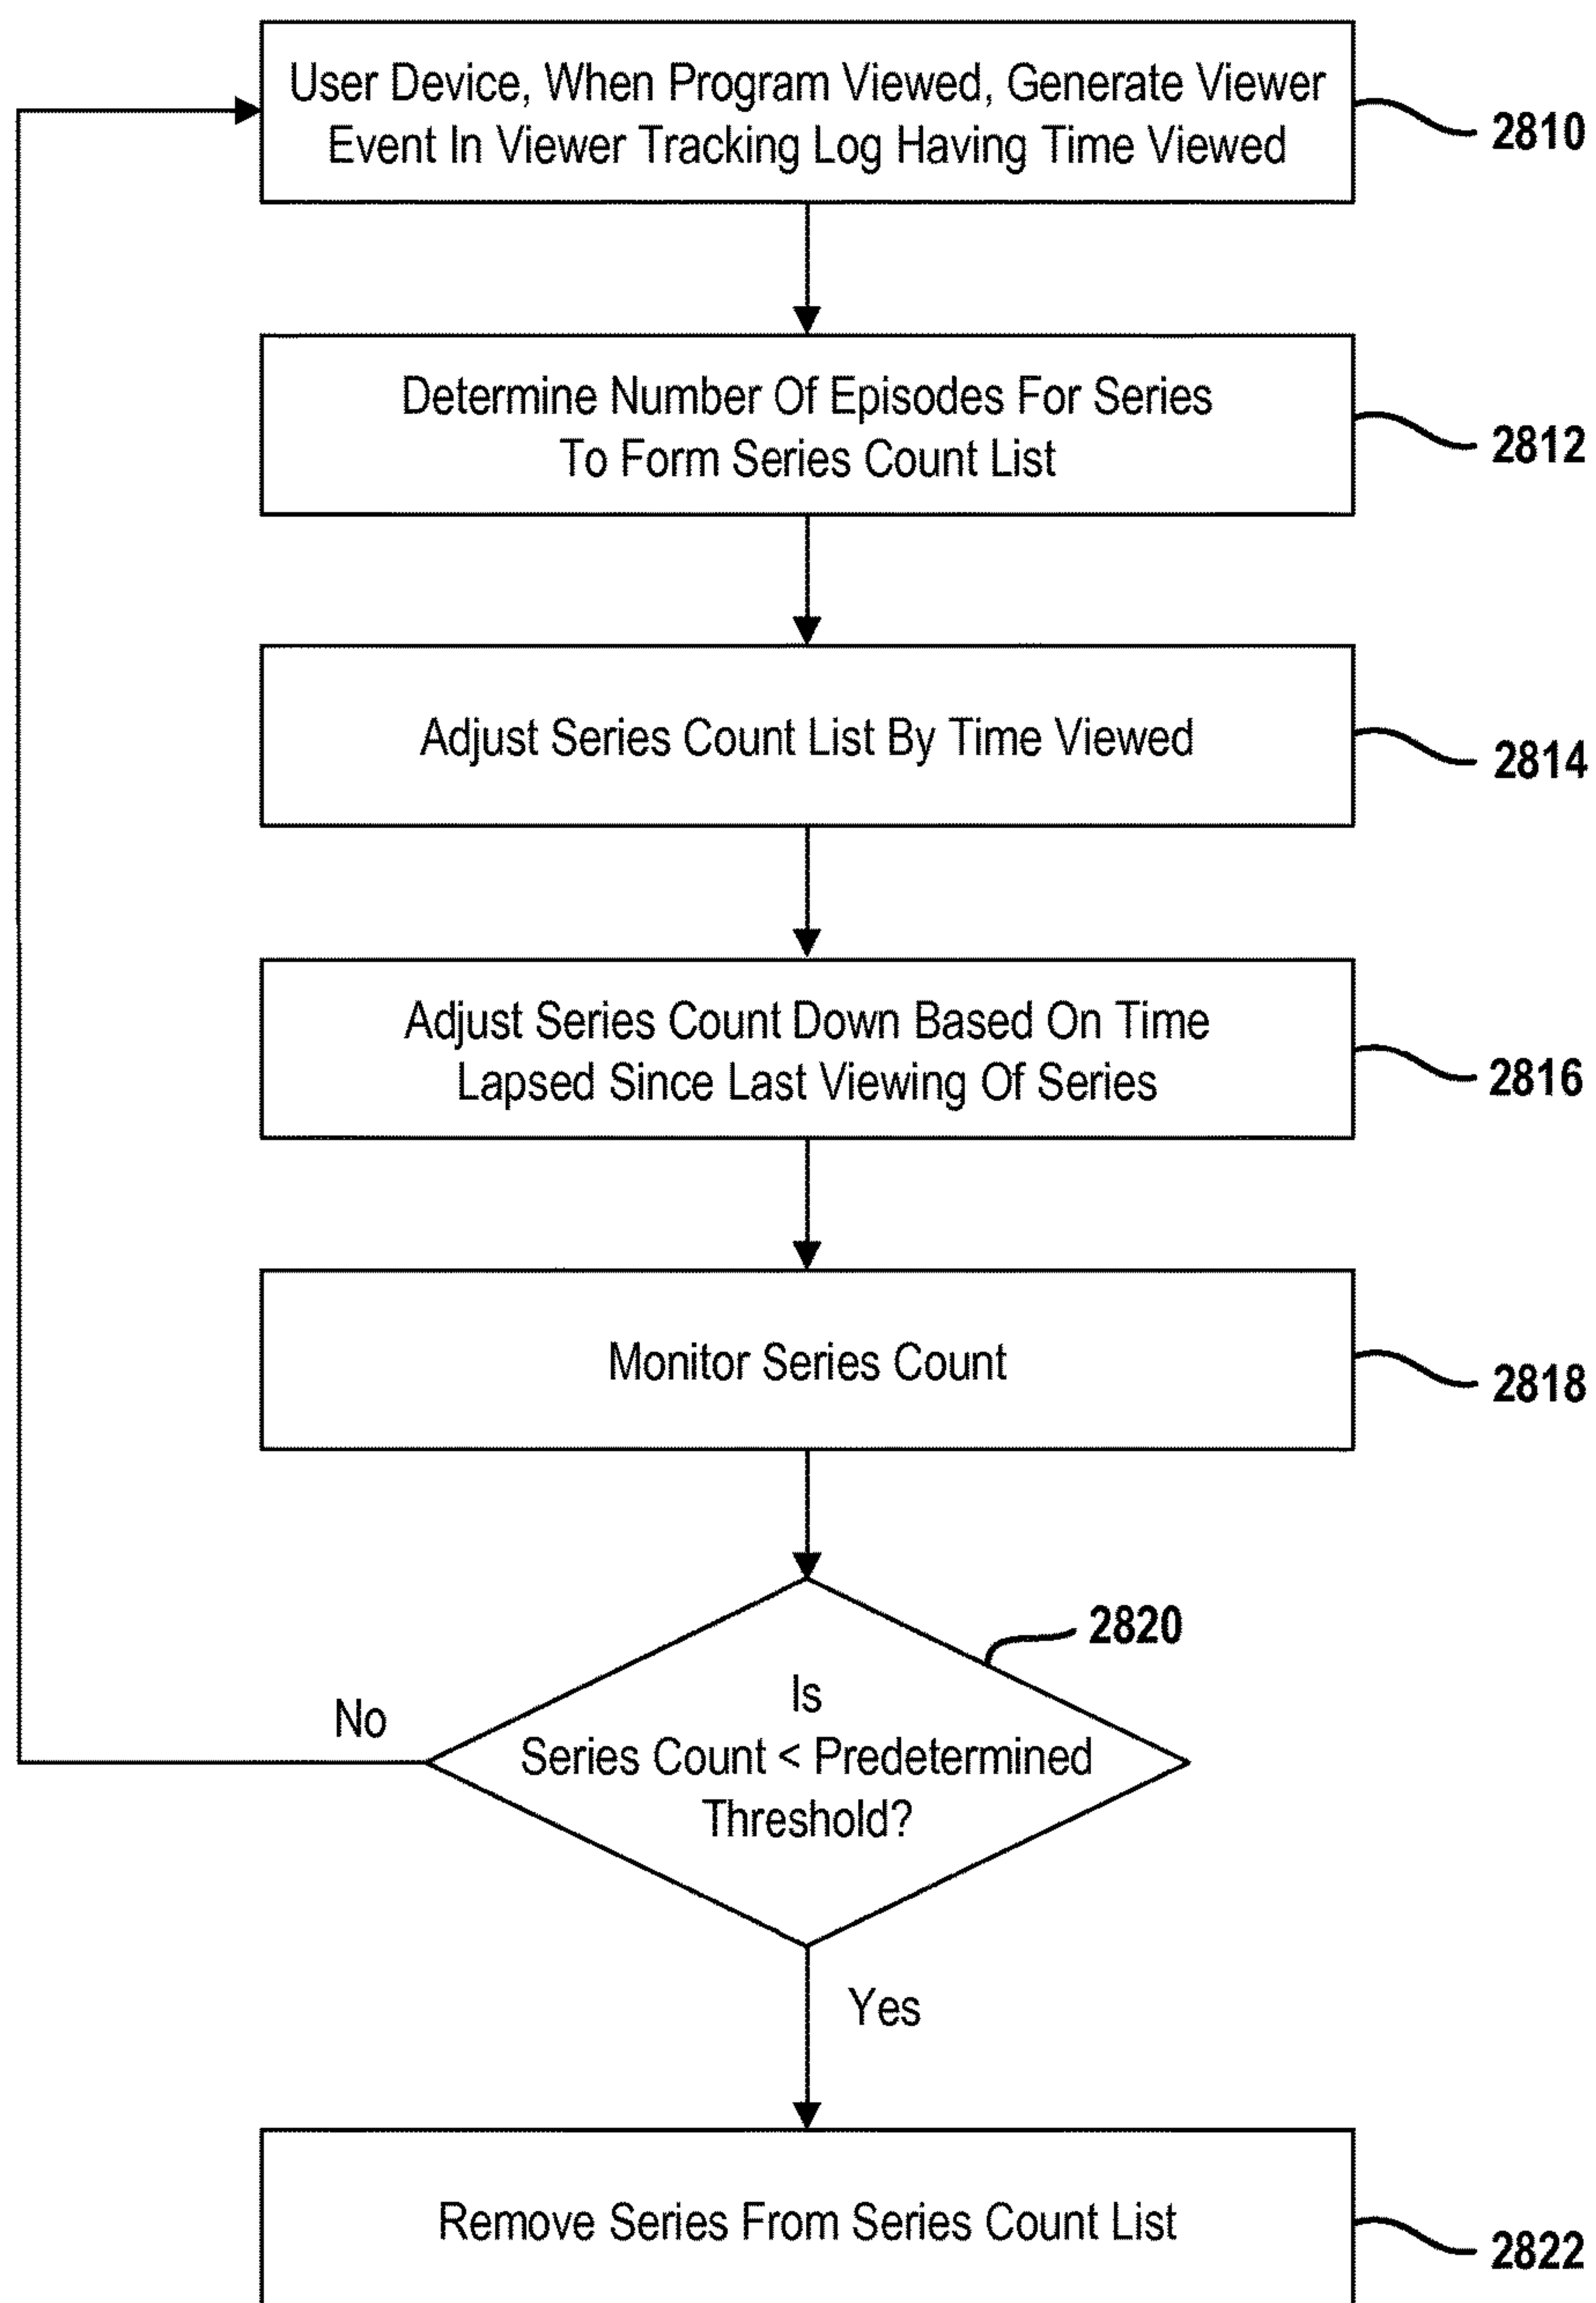 User Device, When Program Viewed, Generate Viewer
Event In Viewer Tracking Log Having Time Viewed
2810
Determine Number Of Episodes For Series
To Form Series Count List
2812
Adjust Series Count List By Time Viewed
2814
Adjust Series Count Down Based On Time
Lapsed Since Last Viewing Of Series
2816
Monitor Series Count
2818
2820
Is
Series Count < Predetermined
Threshold?
No
Yes
Remove Series From Series Count List
2822